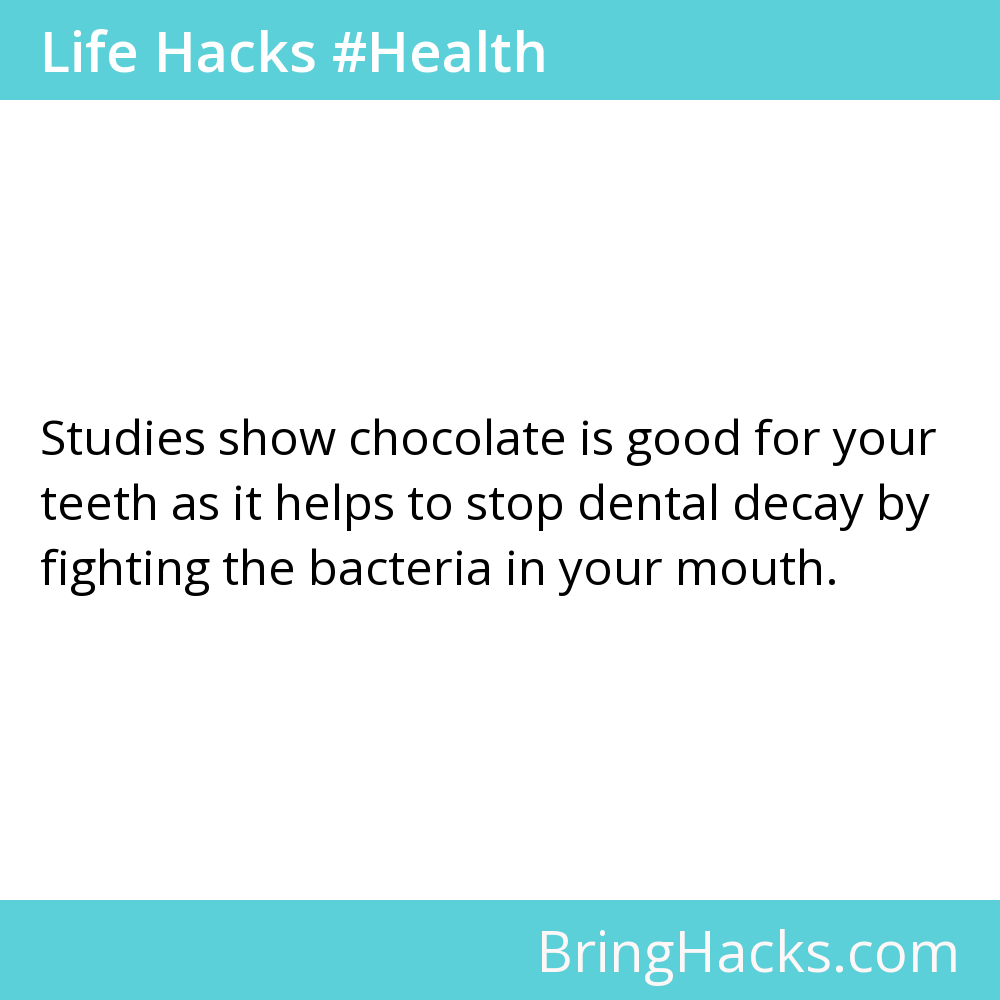 Life Hacks #Health
Studies show chocolate is good for your
teeth as it helps to stop dental decay by
fighting the bacteria in your mouth.
BringHacks.com